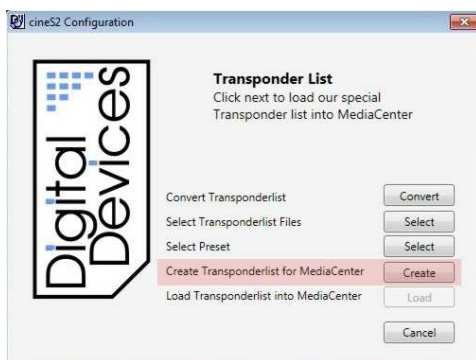 cineS2 Configuration
Digital
Devices
Transponder List
Click next to load our special
Transponder list into MediaCenter
Convert Transponderlist
Convert
Select Transponderlist Files
Select
Select Preset
Select
Create Transponderlist for MediaCenter
Create
Load Transponderlist into MediaCenter
Load
Cancel